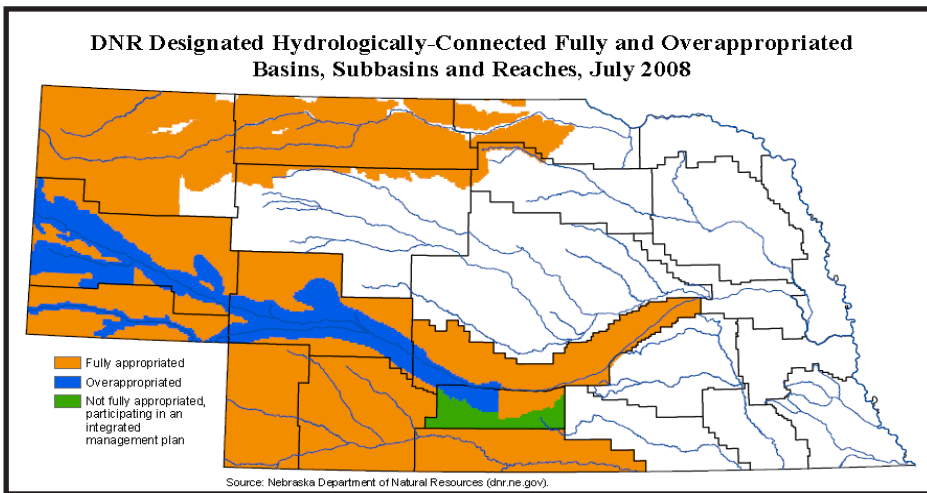 DNR Designated Hydrologically-Connected Fully and Overappropriated
Basins, Subbasins and Reaches, July 2008
Fully appropriated
Overappropriated
Not fully appropriated,
participating in an
integrated
management plan
Source: Nebraska Department of Natural Resources (dnr.ne.gov).